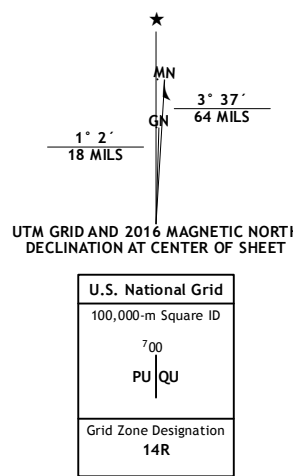 ★
MN
3° 37´
64 MILS
GN
1° 2´
18 MILS
UTM GRID AND 2016 MAGNETIC NORTH
DECLINATION AT CENTER OF SHEET
U.S. National Grid
100,000-m Square ID
⁷00
PU QU
Grid Zone Designation
14R